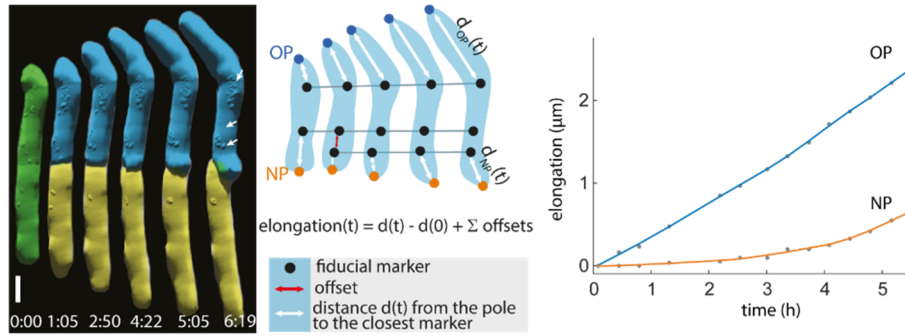 0:00 1:05 2:50 4:22 5:05 6:19
OP
d_OP(t)
NP
d_NP(t)
elongation(t) = d(t) - d(0) + Σ offsets
fiducial marker
offset
distance d(t) from the pole
to the closest marker
elongation (μm)
2
1
0
OP
NP
0 1 2 3 4 5
time (h)